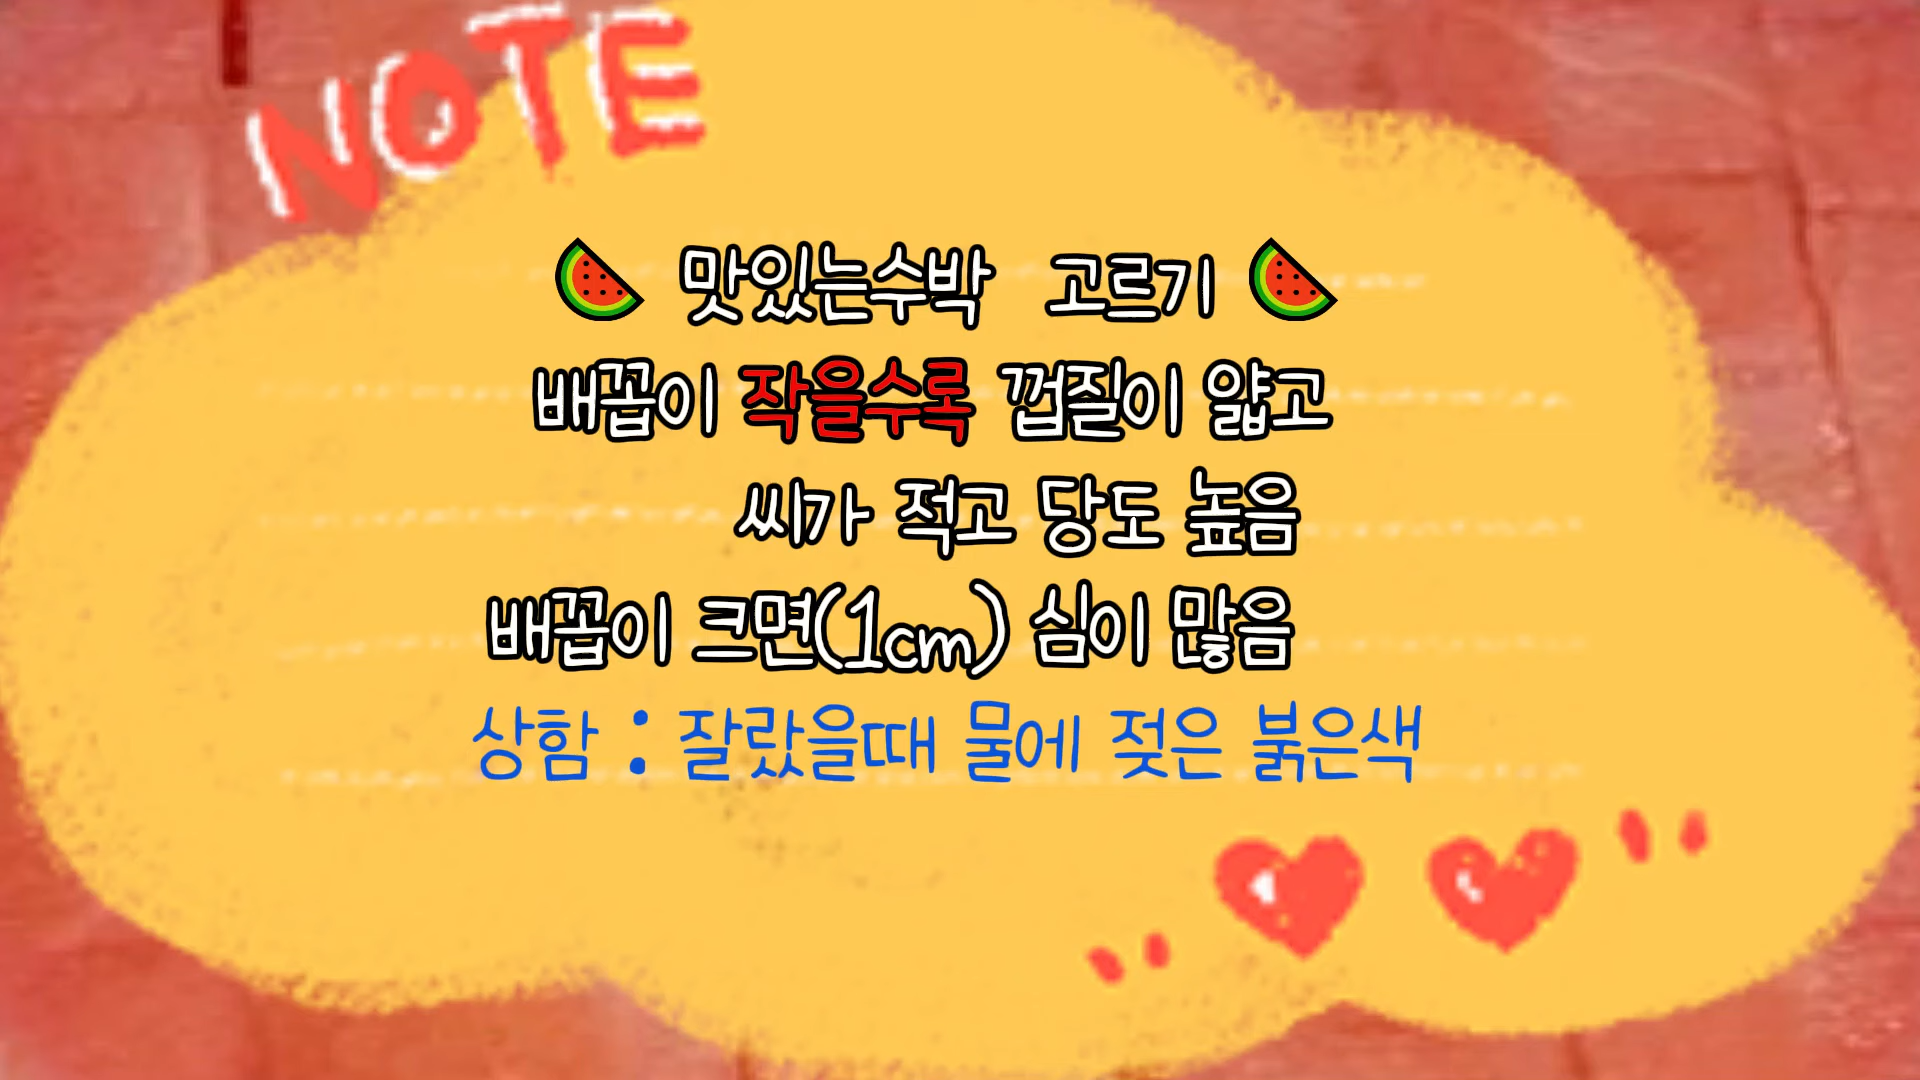 NOTE
🍉 맛있는수박 고르기 🍉
배꼽이 작을수록 껍질이 얇고
씨가 적고 당도 높음
배꼽이 크면(1cm) 심이 많음
상함 : 잘랐을때 물에 젖은 붉은색